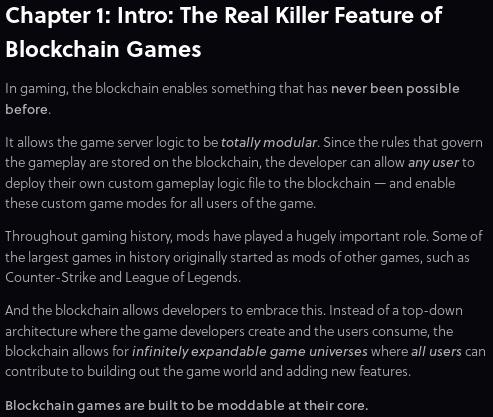 Chapter 1: Intro: The Real Killer Feature of
Blockchain Games
In gaming, the blockchain enables something that has never been possible
before.
It allows the game server logic to be totally modular. Since the rules that govern
the gameplay are stored on the blockchain, the developer can allow any user to
deploy their own custom gameplay logic file to the blockchain — and enable
these custom game modes for all users of the game.
Throughout gaming history, mods have played a hugely important role. Some of
the largest games in history originally started as mods of other games, such as
Counter-Strike and League of Legends.
And the blockchain allows developers to embrace this. Instead of a top-down
architecture where the game developers create and the users consume, the
blockchain allows for infinitely expandable game universes where all users can
contribute to building out the game world and adding new features.
Blockchain games are built to be moddable at their core.